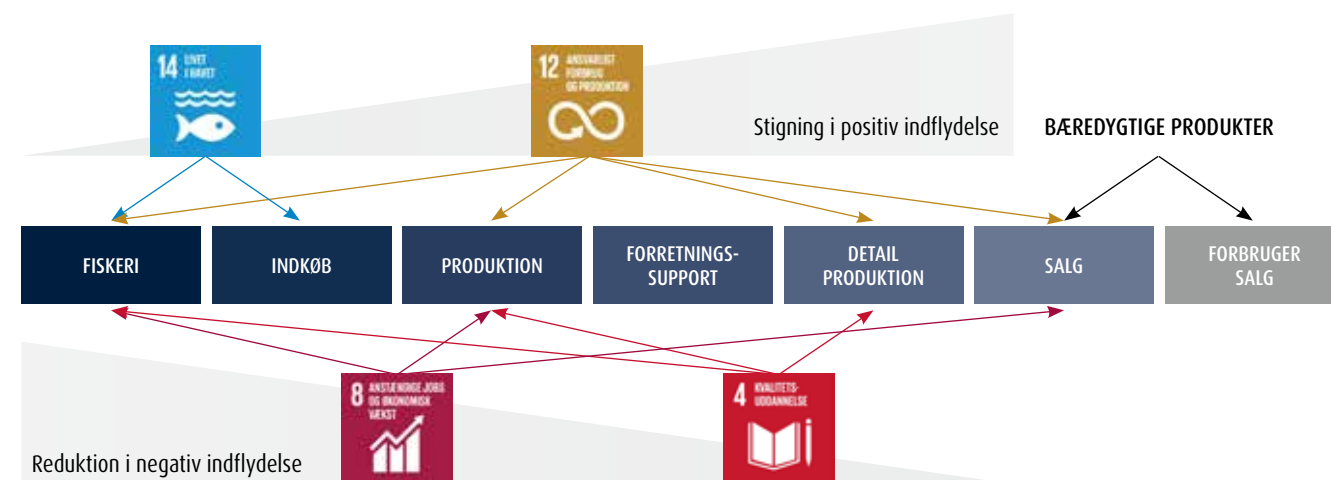 14 LIVET
I HAVET
12 ANSVARLIGT
FORBRUG
OG PRODUKTION
Stigning i positiv indflydelse
BÆREDYGTIGE PRODUKTER
FISKERI
INDKØB
PRODUKTION
FORRETNINGS-
SUPPORT
DETAIL
PRODUKTION
SALG
FORBRUGER
SALG
8 ANSTÆNDIGE JOBS
OG ØKONOMISK
VÆKST
4 KVALITETS-
UDDANNELSE
Reduktion i negativ indflydelse